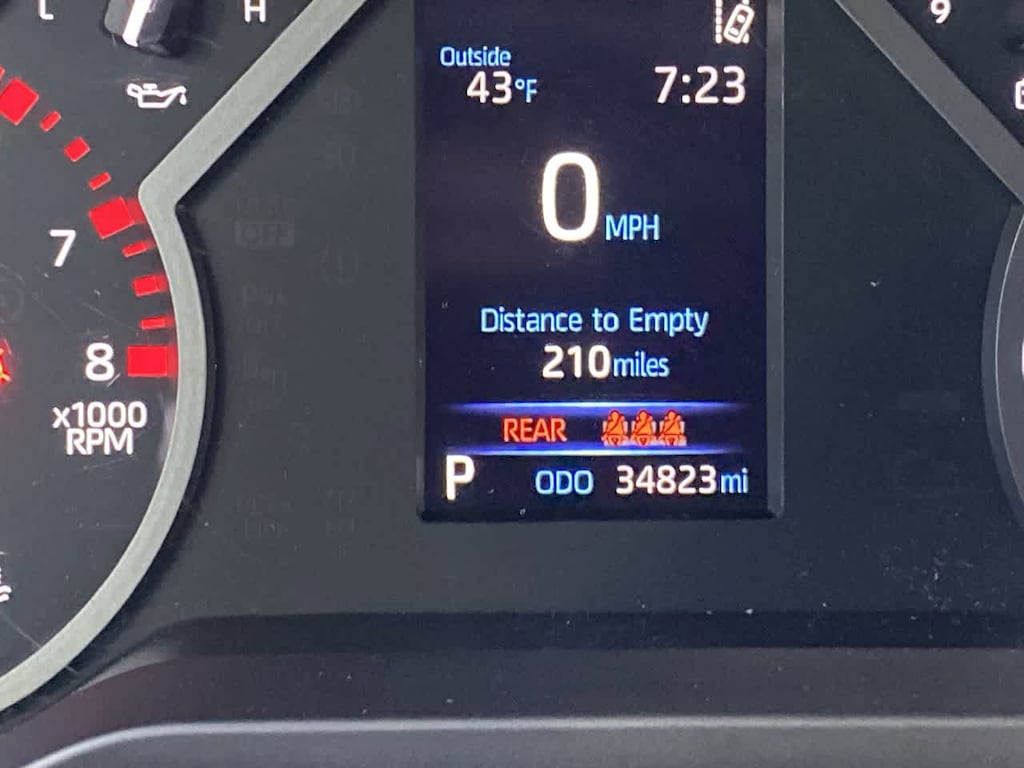 L H
9
Outside
43°F 7:23
0 MPH
7
Distance to Empty
210 miles
8
x1000
RPM
REAR
P ODO 34823 mi